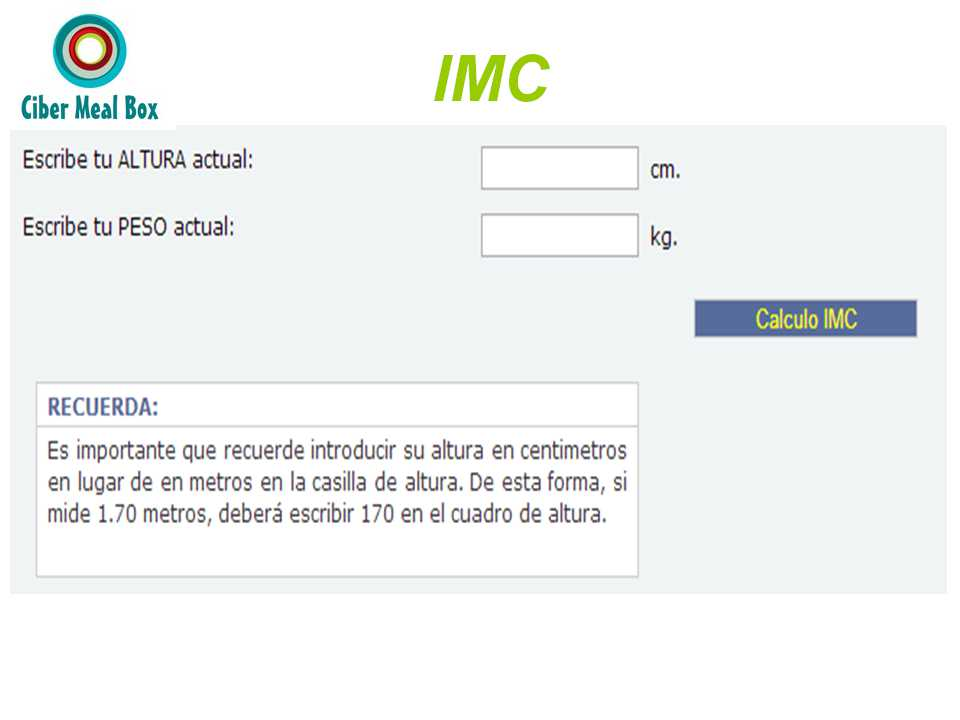 Ciber Meal Box
IMC
Escribe tu ALTURA actual:
cm.
Escribe tu PESO actual:
kg.
Calculo IMC
RECUERDA:
Es importante que recuerde introducir su altura en centimetros
en lugar de en metros en la casilla de altura. De esta forma, si
mide 1.70 metros, deberá escribir 170 en el cuadro de altura.